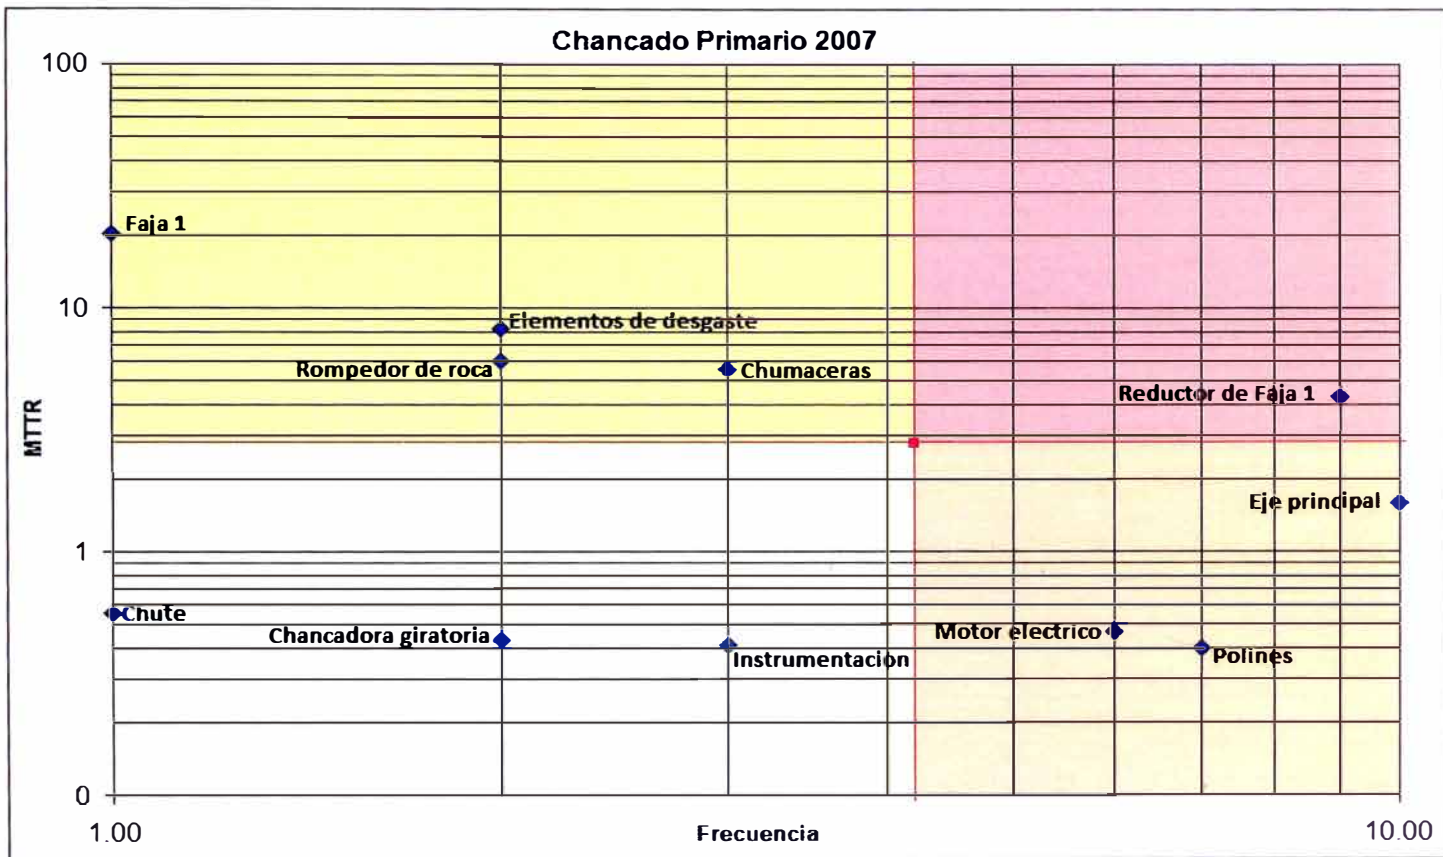 Chancado Primario 2007
100
Faja 1
10
Elementos de desgaste
Rompedor de roca
Chumaceras
Reductor de Faja 1
MTTR
Eje principal
1
Chute
Chancadora giratoria
Instrumentacion
Motor electrico
Polines
0
1.00
Frecuencia
10.00